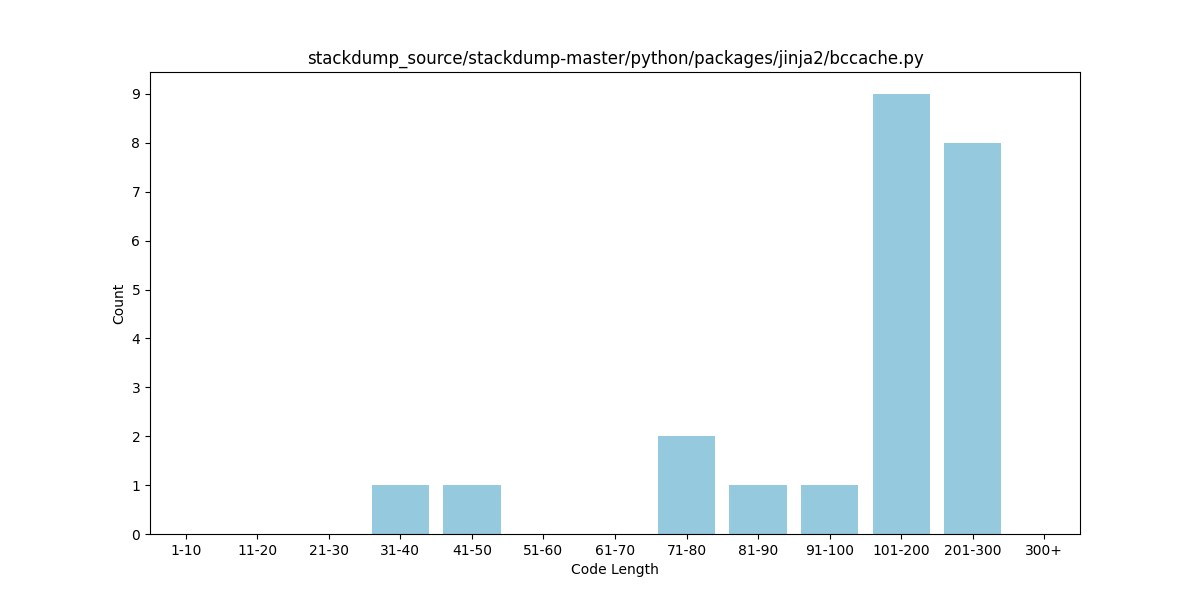 stackdump_source/stackdump-master/python/packages/jinja2/bccache.py
9
8
7
6
5
4
3
2
1
0
Count
1-10 11-20 21-30 31-40 41-50 51-60 61-70 71-80 81-90 91-100 101-200 201-300 300+
Code Length